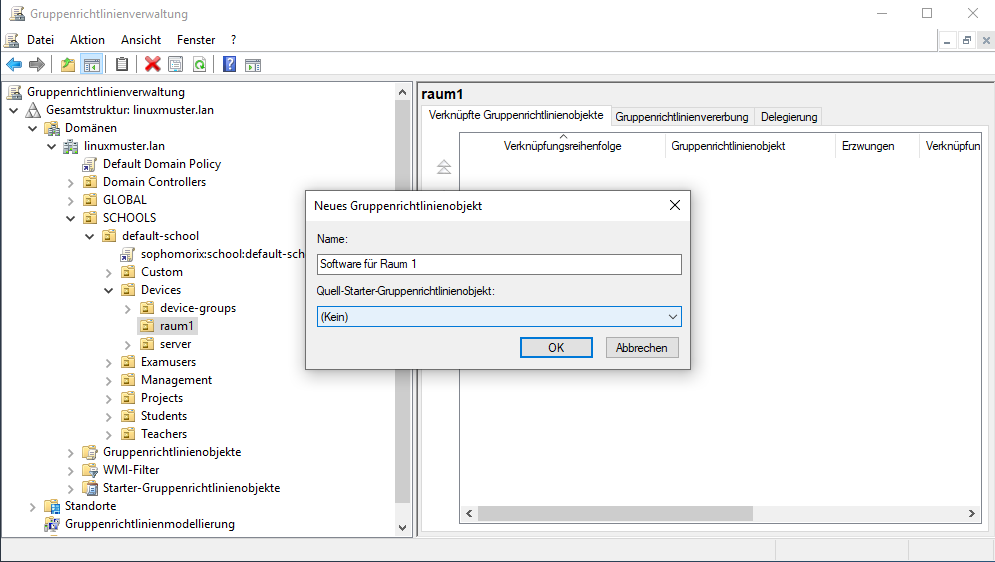 Gruppenrichtlinienverwaltung
Datei Aktion Ansicht Fenster ?
Gruppenrichtlinienverwaltung
Gesamtstruktur: linuxmuster.lan
Domänen
linuxmuster.lan
Default Domain Policy
Domain Controllers
GLOBAL
SCHOOLS
default-school
sophomorix:school:default-sch
Custom
Devices
device-groups
raum1
server
Examusers
Management
Projects
Students
Teachers
Gruppenrichtlinienobjekte
WMI-Filter
Starter-Gruppenrichtlinienobjekte
Standorte
Gruppenrichtlinienmodellierung
raum1
Verknüpfte Gruppenrichtlinienobjekte Gruppenrichtlinienvererbung Delegierung
Verknüpfungsreihenfolge Gruppenrichtlinienobjekt Erzwungen Verknüpfun
Neues Gruppenrichtlinienobjekt
Name:
Software für Raum 1
Quell-Starter-Gruppenrichtlinienobjekt:
(Kein)
OK Abbrechen